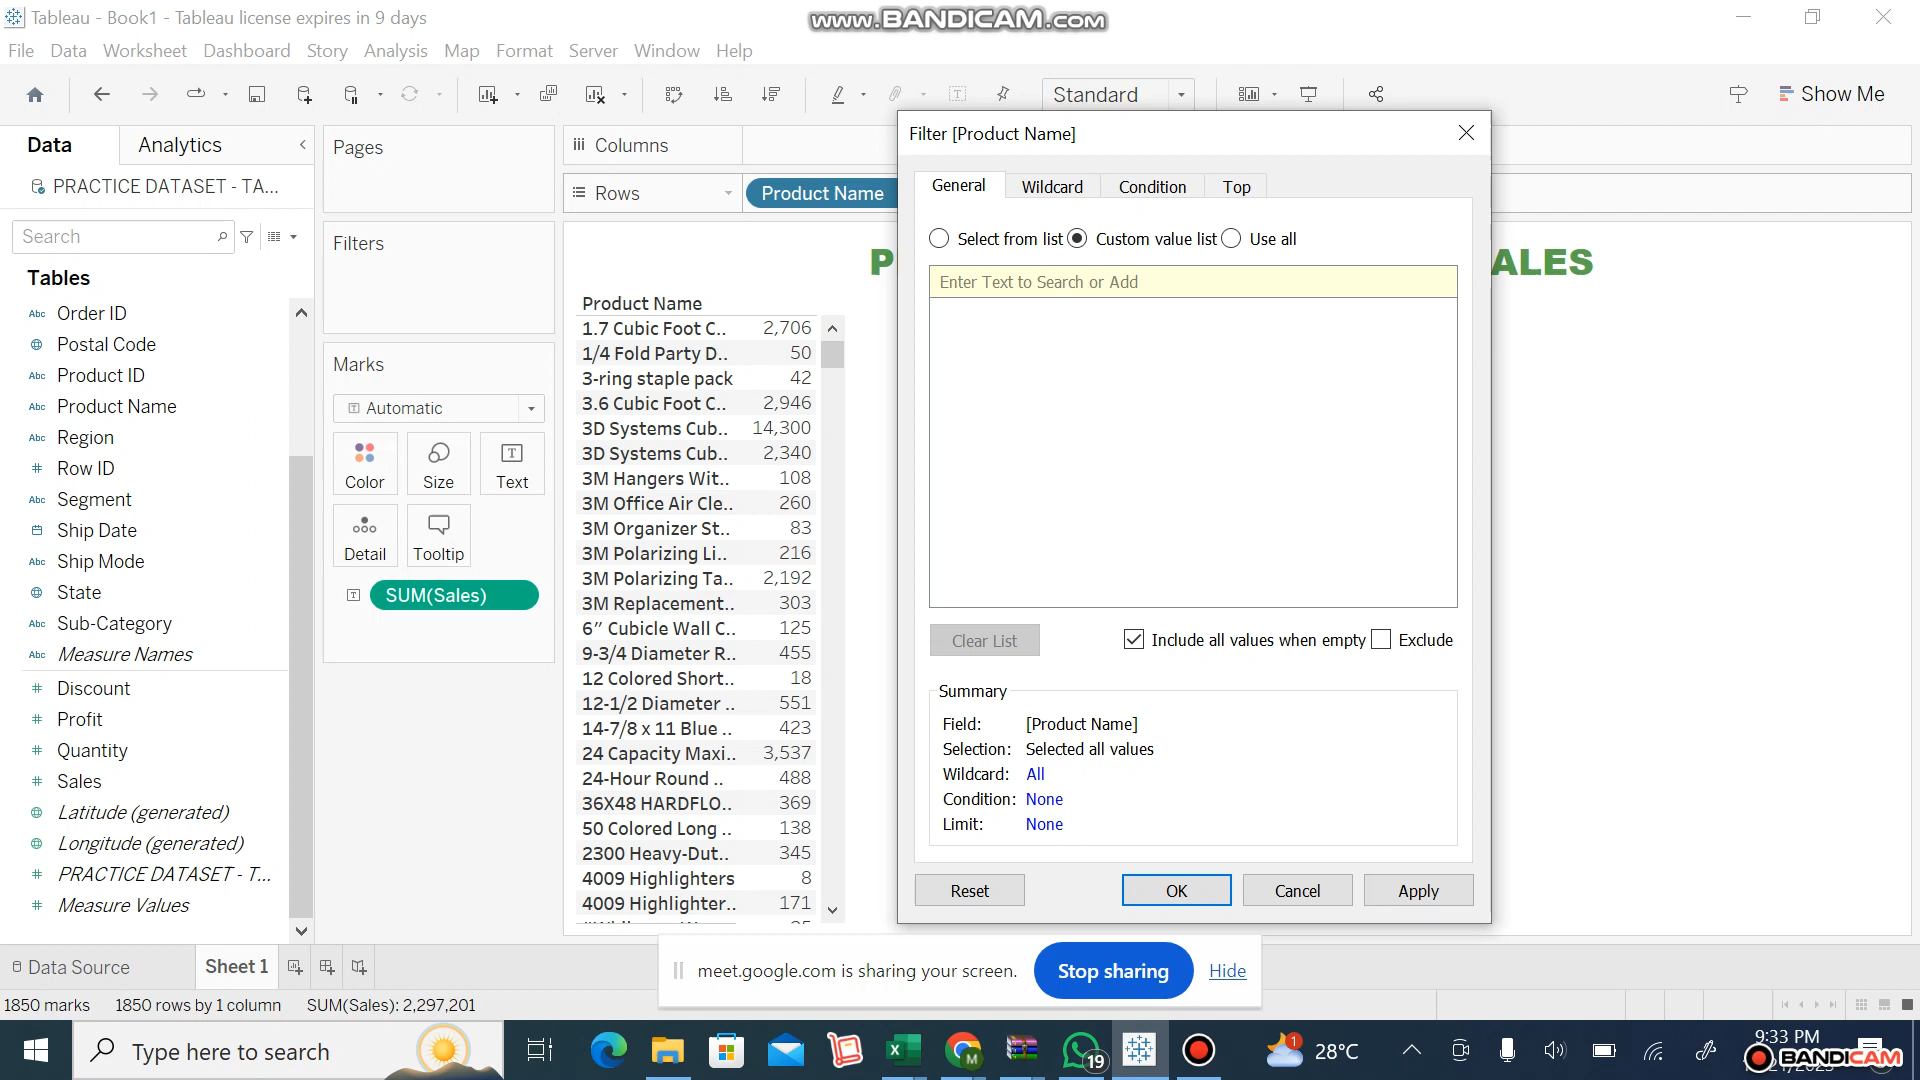 Tableau - Book1 - Tableau license expires in 9 days
www.BANDICAM.com
File Data Worksheet Dashboard Story Analysis Map Format Server Window Help
Standard
Show Me
Data
Analytics
PRACTICE DATASET - TA...
Search
Tables
Abc Order ID
Postal Code
Abc Product ID
Abc Product Name
Abc Region
# Row ID
Abc Segment
Ship Date
Abc Ship Mode
State
Abc Sub-Category
Abc Measure Names
# Discount
# Profit
# Quantity
# Sales
Latitude (generated)
Longitude (generated)
# PRACTICE DATASET - T...
# Measure Values
Pages
Filters
Marks
Automatic
Color
Size
Text
Detail
Tooltip
SUM(Sales)
Columns
Rows
Product Name
ALES
Product Name
1.7 Cubic Foot C.. 2,706
1/4 Fold Party D.. 50
3-ring staple pack 42
3.6 Cubic Foot C.. 2,946
3D Systems Cub.. 14,300
3D Systems Cub.. 2,340
3M Hangers Wit.. 108
3M Office Air Cle.. 260
3M Organizer St.. 83
3M Polarizing Li.. 216
3M Polarizing Ta.. 2,192
3M Replacement.. 303
6" Cubicle Wall C.. 125
9-3/4 Diameter R.. 455
12 Colored Short.. 18
12-1/2 Diameter .. 551
14-7/8 x 11 Blue .. 423
24 Capacity Maxi.. 3,537
24-Hour Round .. 488
36X48 HARDFLO.. 369
50 Colored Long .. 138
2300 Heavy-Dut.. 345
4009 Highlighters 8
4009 Highlighter.. 171
Filter [Product Name]
General
Wildcard
Condition
Top
Select from list
Custom value list
Use all
Enter Text to Search or Add
Clear List
Include all values when empty
Exclude
Summary
Field: [Product Name]
Selection: Selected all values
Wildcard: All
Condition: None
Limit: None
Reset
OK
Cancel
Apply
Data Source
Sheet 1
meet.google.com is sharing your screen.
Stop sharing
Hide
1850 marks 1850 rows by 1 column SUM(Sales): 2,297,201
Type here to search
M
19
1
28°C
9:33 PM
BANDICAM